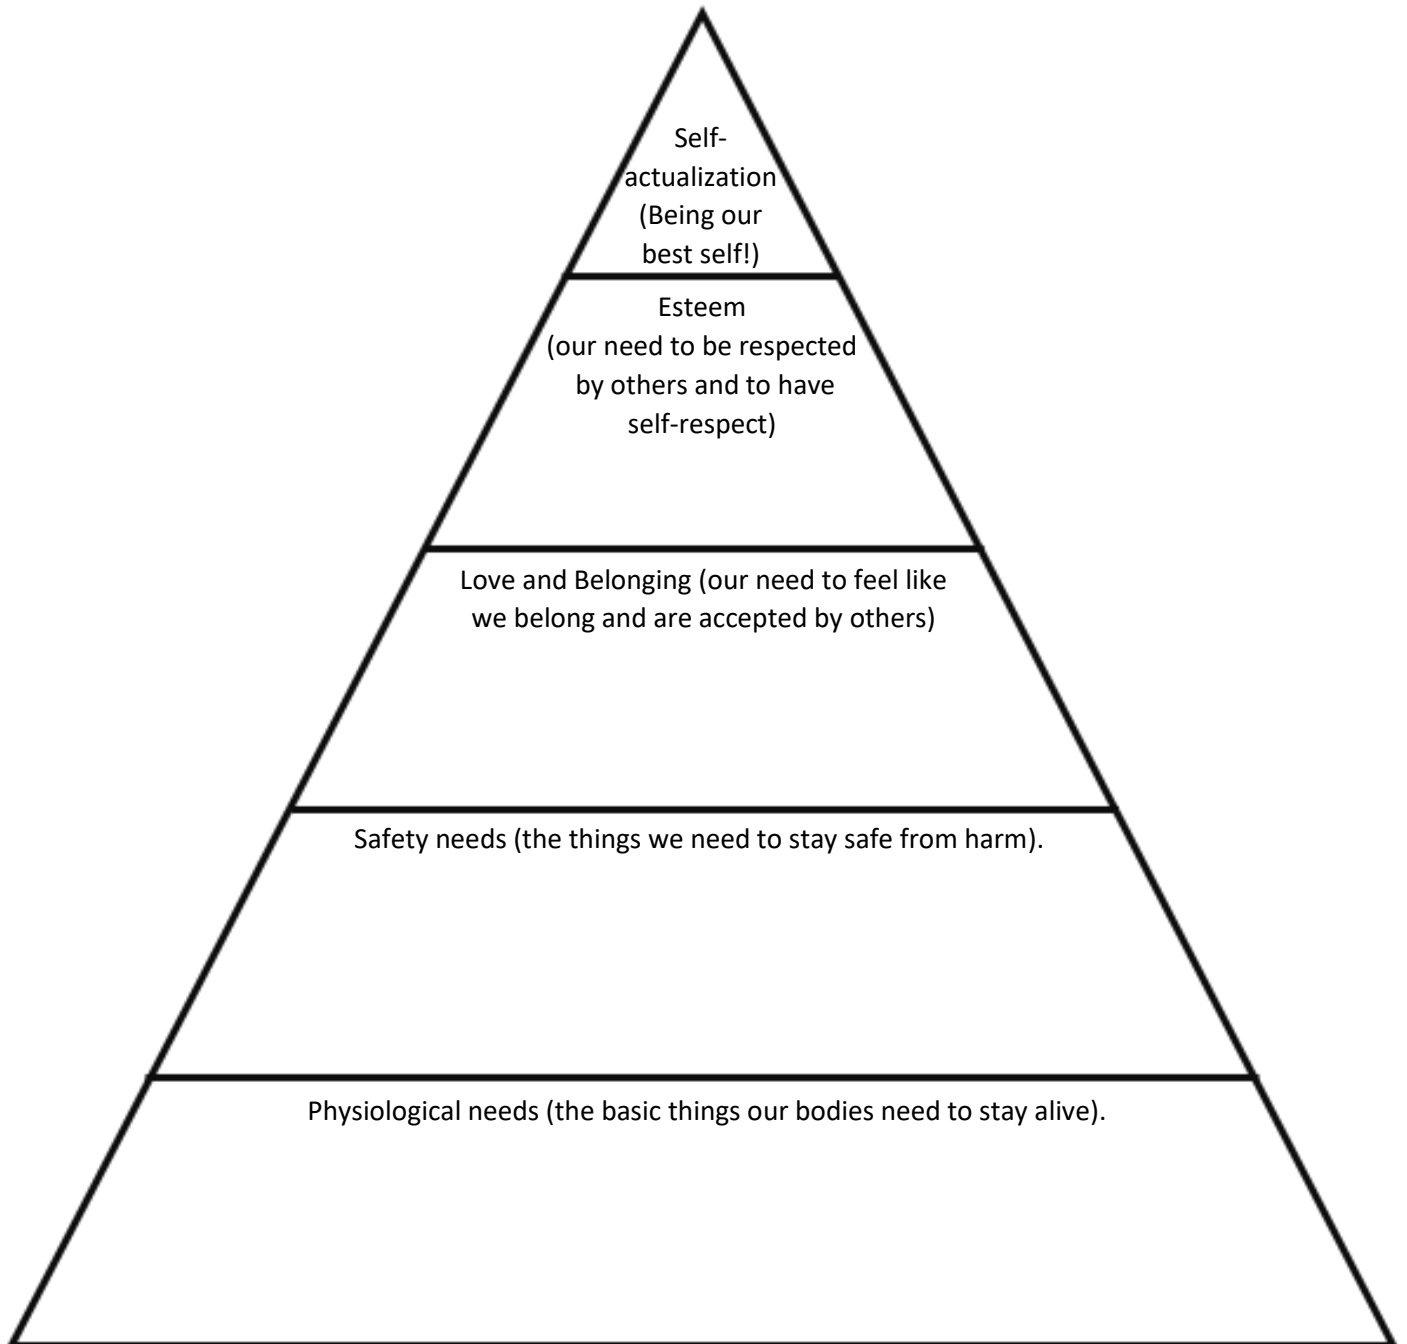 Self-
actualization
(Being our
best self!)
Esteem
(our need to be respected
by others and to have
self-respect)
Love and Belonging (our need to feel like
we belong and are accepted by others)
Safety needs (the things we need to stay safe from harm).
Physiological needs (the basic things our bodies need to stay alive).